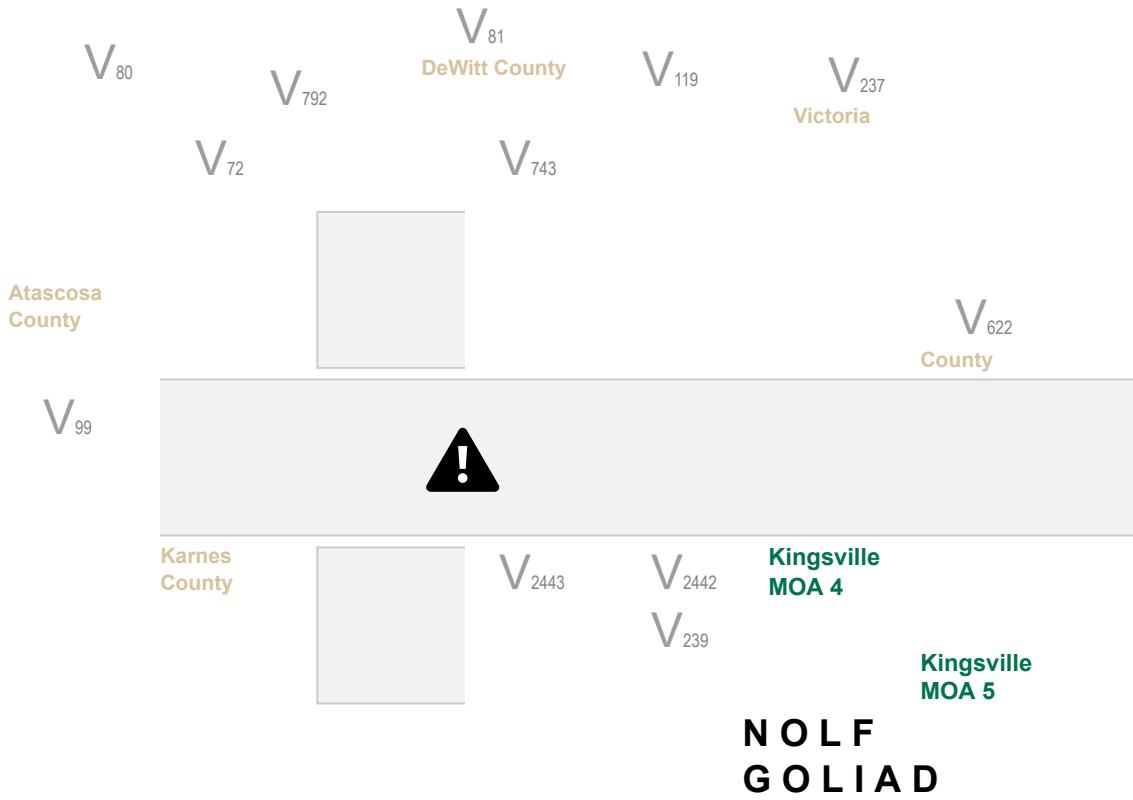 V81
DeWitt County
V80
V792
V119
V237
Victoria
V72
V743
Atascosa
County
V622
County
V99
!
Karnes
County
V2443
V2442
Kingsville
MOA 4
V239
Kingsville
MOA 5
NOLF
GOLIAD